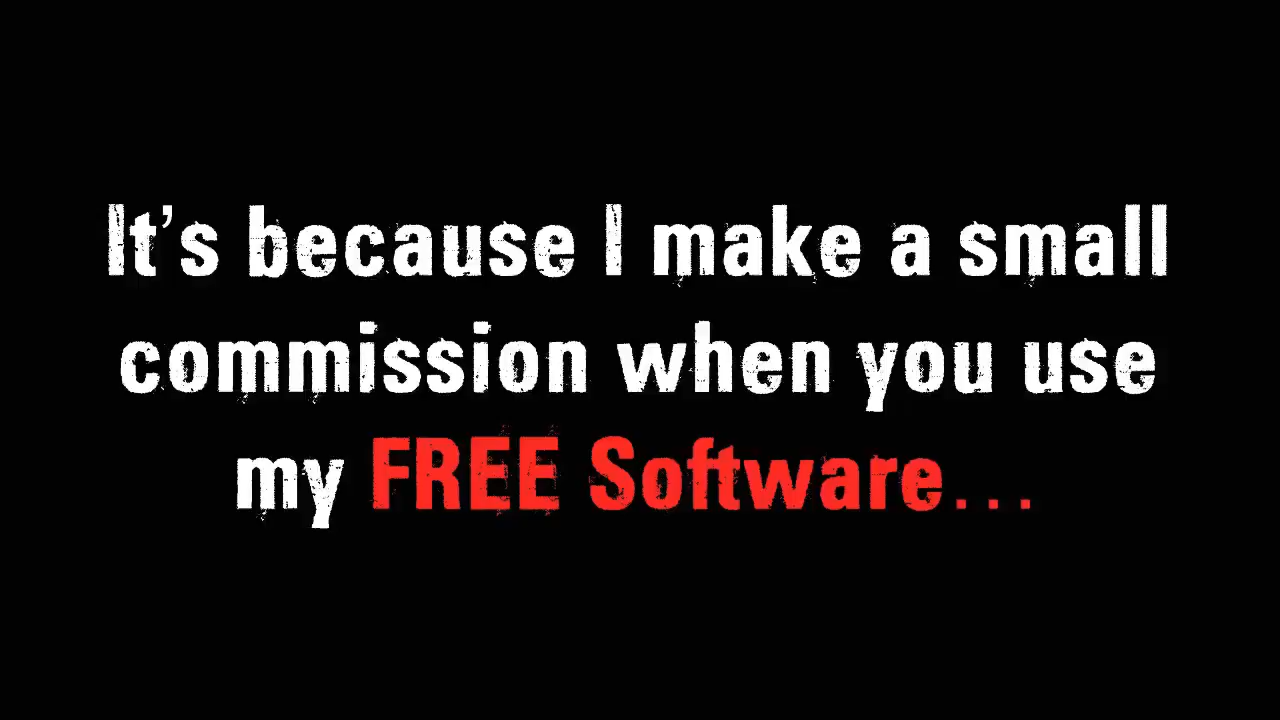 It’s because I make a small
commission when you use
my FREE Software...